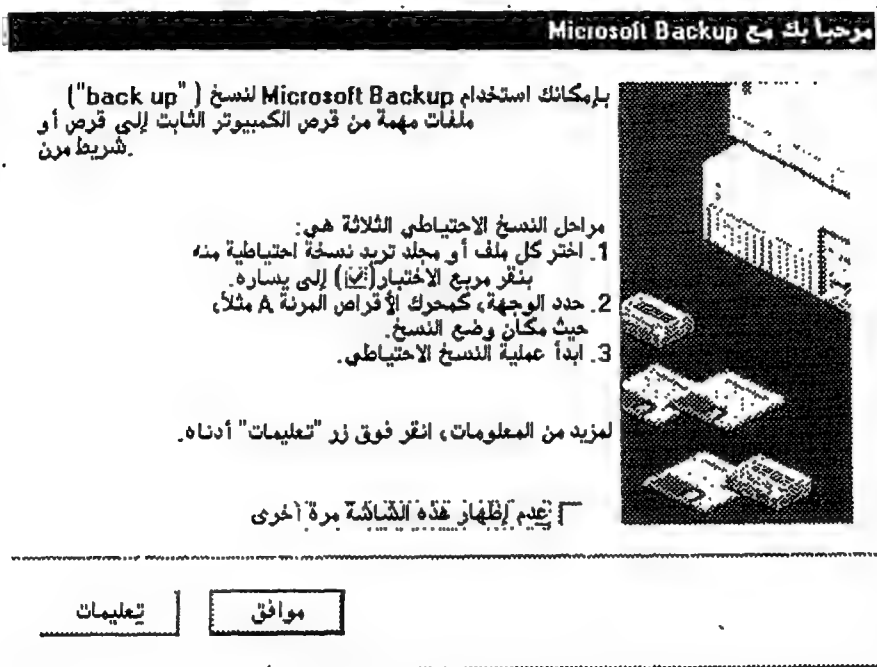 مرحباً بك مع Microsoft Backup
بإمكانك استخدام Microsoft Backup لنسخ ( "back up")
ملفات مهمة من قرص الكمبيوتر الثابت إلى قرص أو
شريط مرن.
مراحل النسخ الاحتياطي الثلاثة هي:
1. اختر كل ملف أو مجلد تريد نسخة احتياطية منه
بنقر مربع الاختيار(☑) إلى يساره.
2. حدد الوجهة، كمحرك الأقراص المرنة A مثلاً،
حيث مكان وضع النسخ.
3. ابدأ عملية النسخ الاحتياطي.
لمزيد من المعلومات، انقر فوق زر "تعليمات" أدناه.
عدم إظهار هذه الشاشة مرة أخرى
موافق
تعليمات